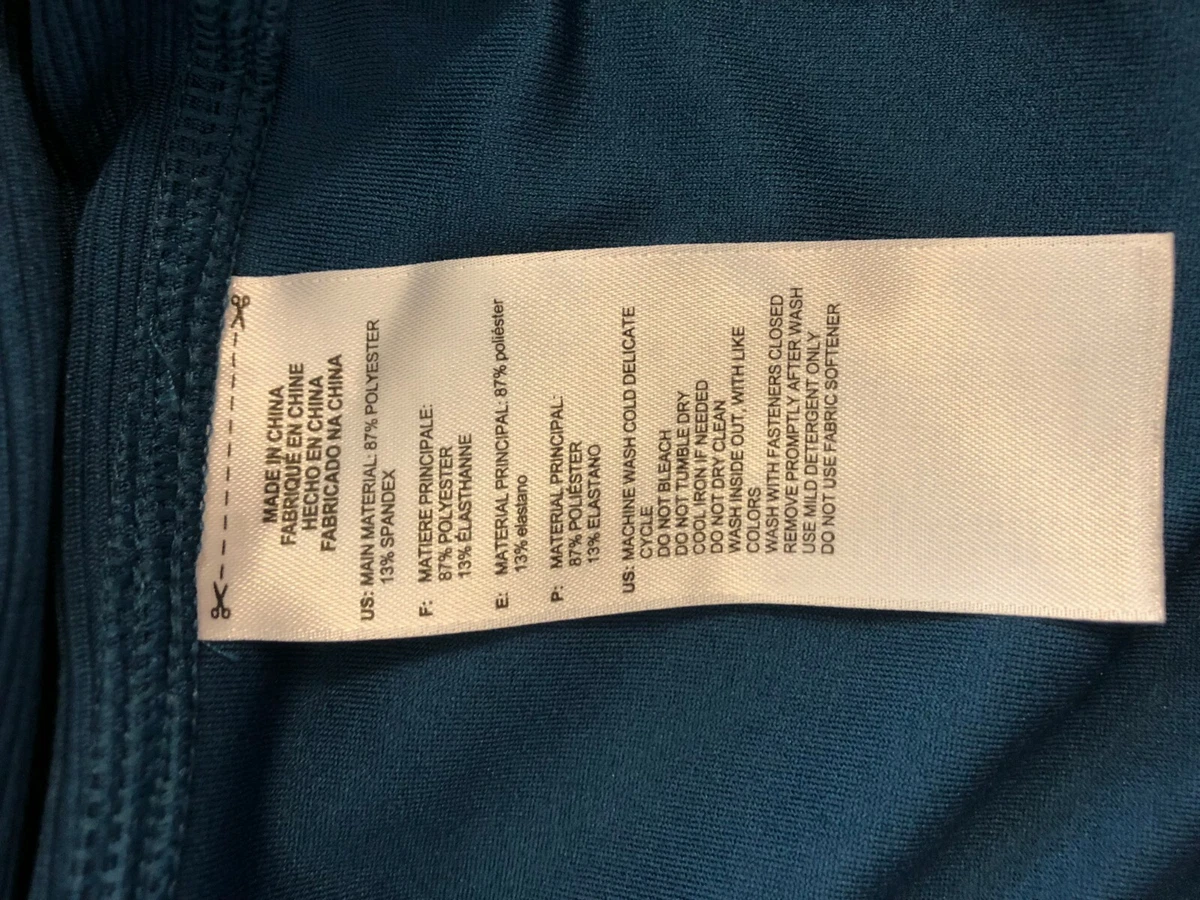 MADE IN CHINA
FABRIQUÉ EN CHINE
HECHO EN CHINA
FABRICADO NA CHINA
US: MAIN MATERIAL: 87% POLYESTER
13% SPANDEX
F: MATIERE PRINCIPALE:
87% POLYESTER
13% ÉLASTHANNE
E: MATERIAL PRINCIPAL: 87% poliéster
13% elastano
P: MATERIAL PRINCIPAL:
87% POLIÉSTER
13% ELASTANO
US: MACHINE WASH COLD DELICATE
CYCLE
DO NOT BLEACH
DO NOT TUMBLE DRY
COOL IRON IF NEEDED
DO NOT DRY CLEAN
WASH INSIDE OUT, WITH LIKE
COLORS
WASH WITH FASTENERS CLOSED
REMOVE PROMPTLY AFTER WASH
USE MILD DETERGENT ONLY
DO NOT USE FABRIC SOFTENER